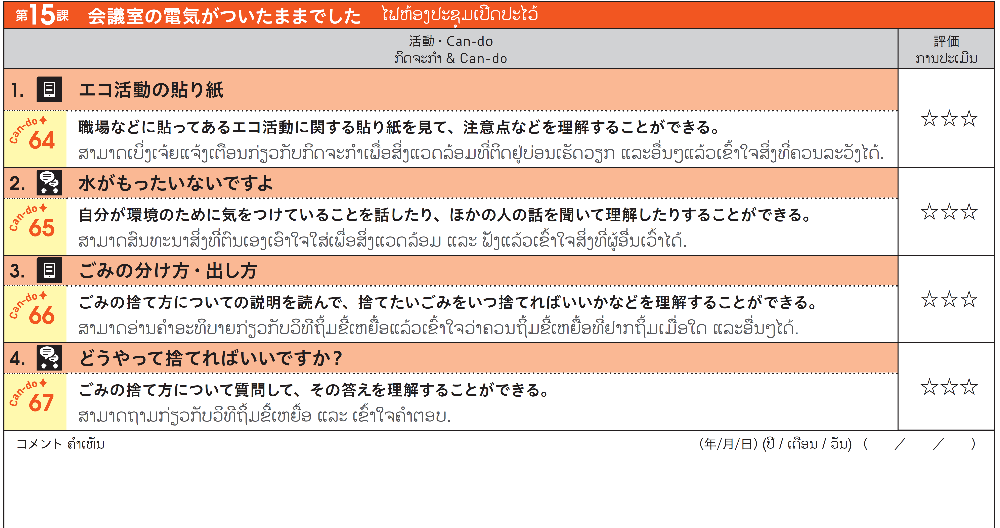 第15課 会議室の電気がついたままでした ໄຟຫ້ອງປະຊຸມເປີດປະໄວ້
活動・Can-do
ກິດຈະກຳ & Can-do
評価
ການປະເມີນ
1. エコ活動の貼り紙
Can-do 64
職場などに貼ってあるエコ活動に関する貼り紙を見て、注意点などを理解することができる。
ສາມາດເບິ່ງເຈ້ຍແຈ້ງເຕືອນກ່ຽວກັບກິດຈະກຳເພື່ອສິ່ງແວດລ້ອມທີ່ຕິດຢູ່ບ່ອນເຮັດວຽກ ແລະອື່ນໆແລ້ວເຂົ້າໃຈສິ່ງທີ່ຄວນລະວັງໄດ້.
☆☆☆
2. 水がもったいないですよ
Can-do 65
自分が環境のために気をつけていることを話したり、ほかの人の話を聞いて理解したりすることができる。
ສາມາດສົນທະນາສິ່ງທີ່ຕົນເອງເອົາໃຈໃສ່ເພື່ອສິ່ງແວດລ້ອມ ແລະ ຟັງແລ້ວເຂົ້າໃຈສິ່ງທີ່ຜູ້ອື່ນເວົ້າໄດ້.
☆☆☆
3. ごみの分け方・出し方
Can-do 66
ごみの捨て方についての説明を読んで、捨てたいごみをいつ捨てればいいかなどを理解することができる。
ສາມາດອ່ານຄຳອະທິບາຍກ່ຽວກັບວິທີຖິ້ມຂີ້ເຫຍື້ອແລ້ວເຂົ້າໃຈວ່າຄວນຖິ້ມຂີ້ເຫຍື້ອທີ່ຢາກຖິ້ມເມື່ອໃດ ແລະອື່ນໆໄດ້.
☆☆☆
4. どうやって捨てればいいですか？
Can-do 67
ごみの捨て方について質問して、その答えを理解することができる。
ສາມາດຖາມກ່ຽວກັບວິທີຖິ້ມຂີ້ເຫຍື້ອ ແລະ ເຂົ້າໃຈຄຳຕອບ.
☆☆☆
コメント ຄຳເຫັນ
（年/月/日）(ປີ / ເດືອນ / ວັນ) （ ／ ／ ）